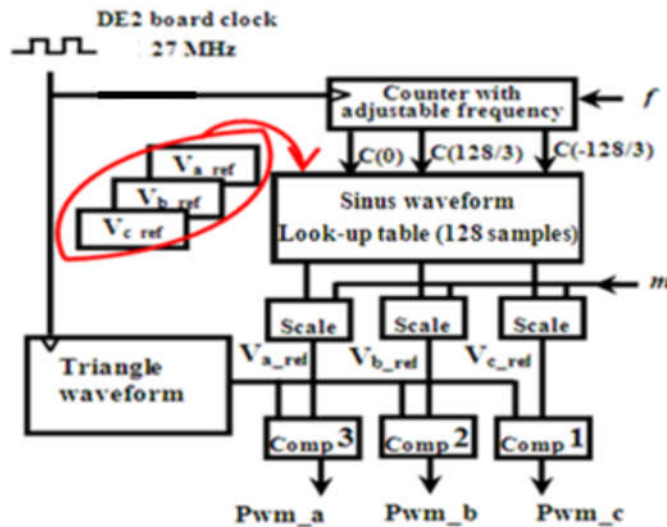 DE2 board clock
27 MHz
Counter with
adjustable frequency
f
C(0)
C(128/3)
C(-128/3)
Va_ref
Vb_ref
Vc_ref
Sinus waveform
Look-up table (128 samples)
m
Scale
Scale
Scale
Va_ref
Vb_ref
Vc_ref
Triangle
waveform
Comp 3
Comp 2
Comp 1
Pwm_a
Pwm_b
Pwm_c